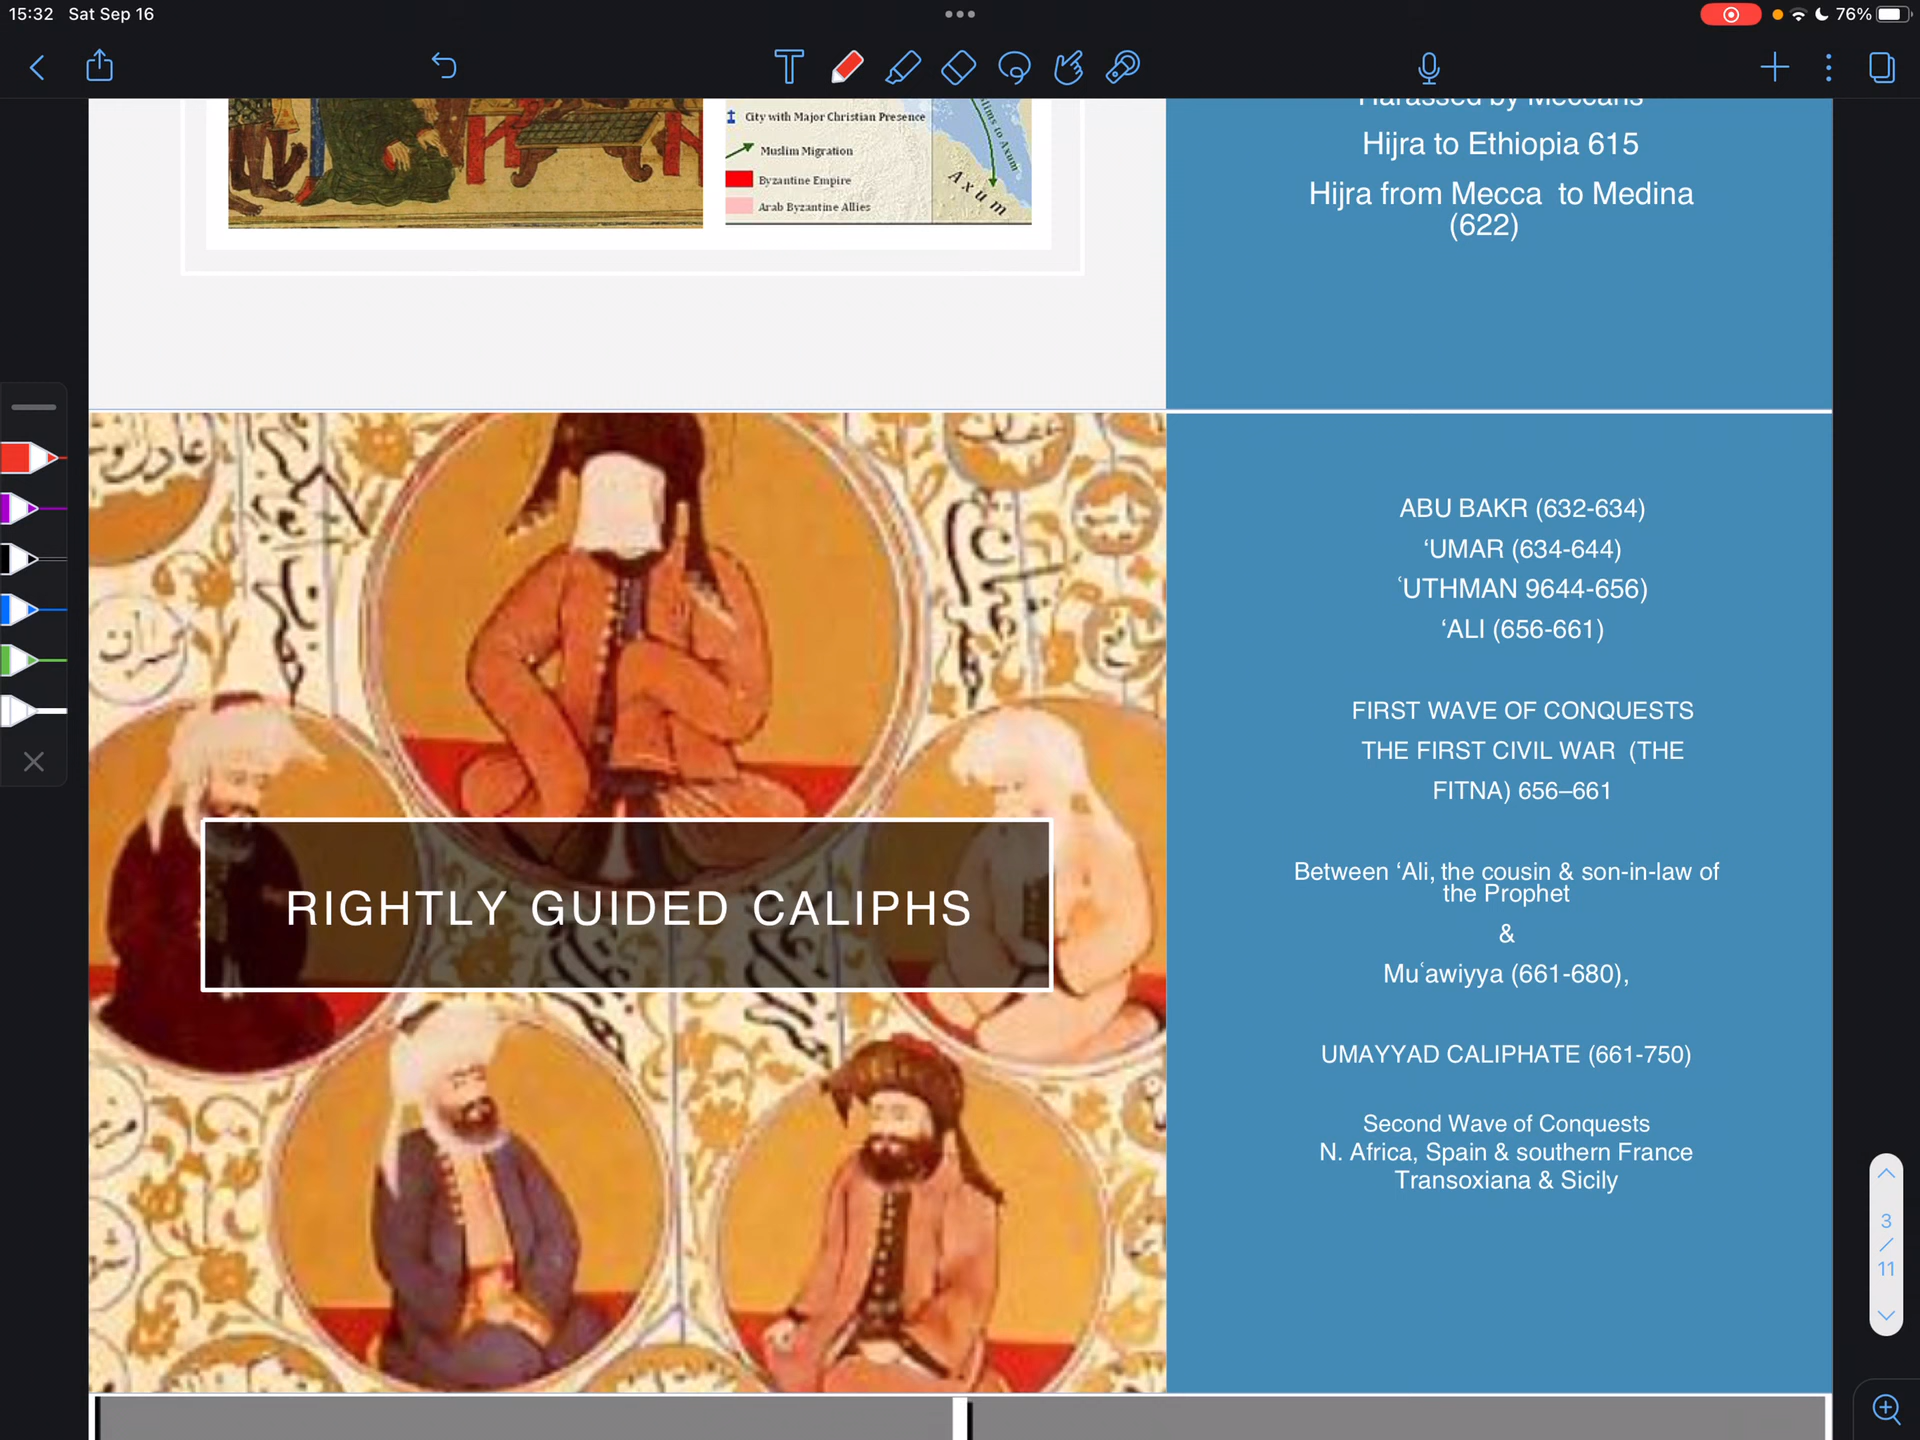 15:32 Sat Sep 16
76%
City with Major Christian Presence
Muslim Migration
Byzantine Empire
Arab Byzantine Allies
Axum
Harassed by Meccans
Hijra to Ethiopia 615
Hijra from Mecca to Medina
(622)
RIGHTLY GUIDED CALIPHS
ABU BAKR (632-634)
‘UMAR (634-644)
ʿUTHMAN 9644-656)
‘ALI (656-661)
FIRST WAVE OF CONQUESTS
THE FIRST CIVIL WAR (THE
FITNA) 656–661
Between ‘Ali, the cousin & son-in-law of
the Prophet
&
Muʿawiyya (661-680),
UMAYYAD CALIPHATE (661-750)
Second Wave of Conquests
N. Africa, Spain & southern France
Transoxiana & Sicily
3
/
11